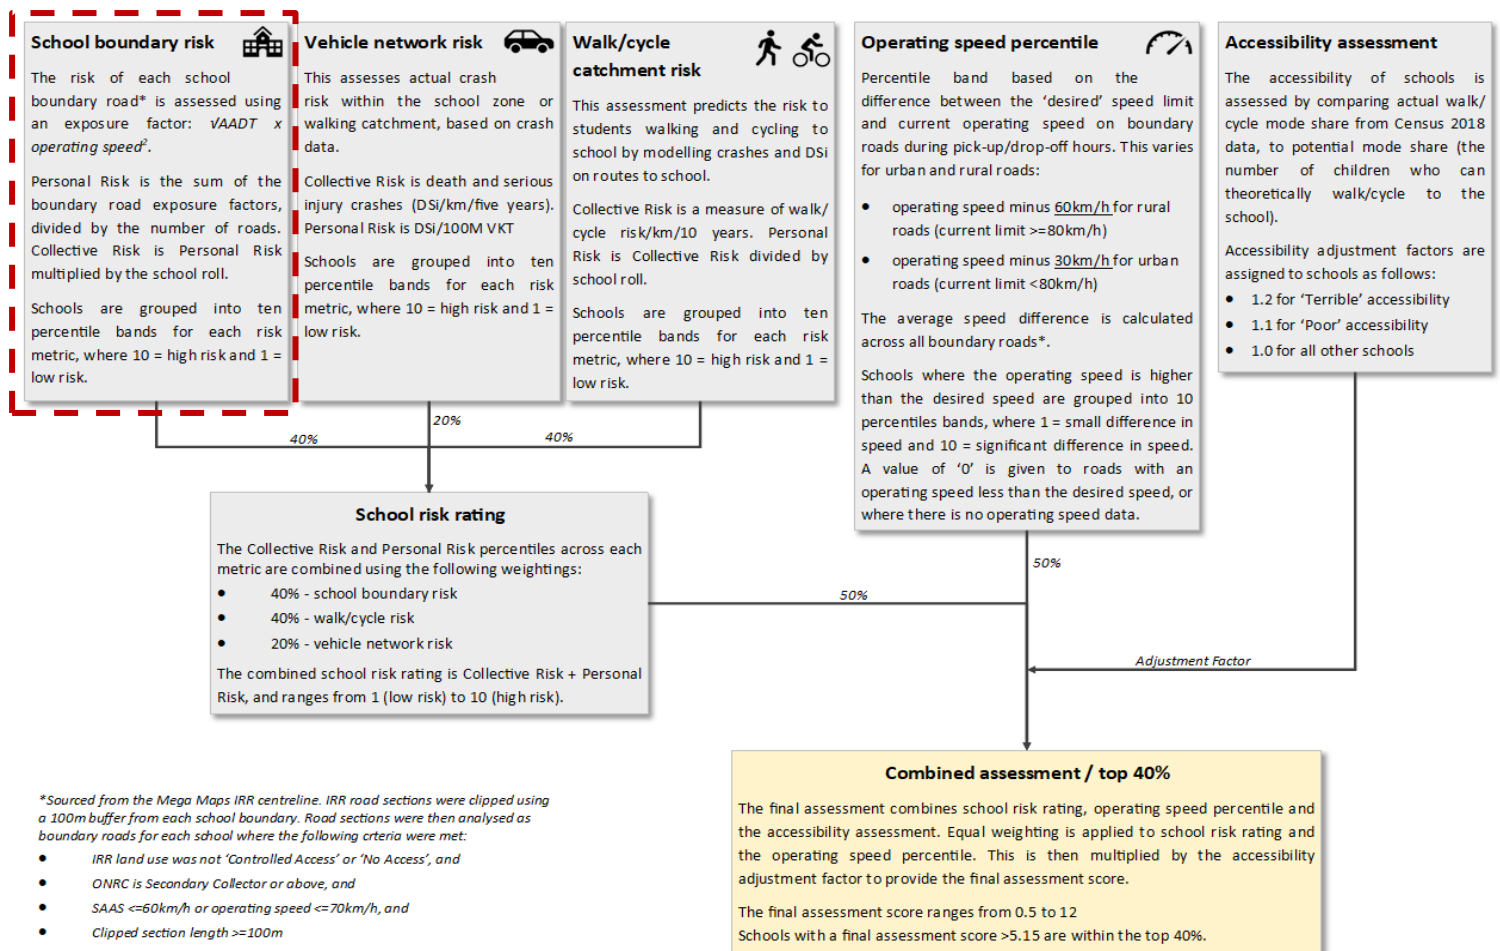 School boundary risk
The risk of each school
boundary road* is assessed using
an exposure factor: √AADT x
operating speed².
Personal Risk is the sum of the
boundary road exposure factors,
divided by the number of roads.
Collective Risk is Personal Risk
multiplied by the school roll.
Schools are grouped into ten
percentile bands for each risk
metric, where 10 = high risk and 1 =
low risk.
Vehicle network risk
This assesses actual crash
risk within the school zone or
walking catchment, based on crash
data.
Collective Risk is death and serious
injury crashes (DSi/km/five years).
Personal Risk is DSi/100M VKT
Schools are grouped into ten
percentile bands for each risk
metric, where 10 = high risk and 1 =
low risk.
Walk/cycle
catchment risk
This assessment predicts the risk to
students walking and cycling to
school by modelling crashes and DSi
on routes to school.
Collective Risk is a measure of walk/
cycle risk/km/10 years. Personal
Risk is Collective Risk divided by
school roll.
Schools are grouped into ten
percentile bands for each risk
metric, where 10 = high risk and 1 =
low risk.
Operating speed percentile
Percentile band based on the
difference between the ‘desired’ speed limit
and current operating speed on boundary
roads during pick-up/drop-off hours. This varies
for urban and rural roads:
• operating speed minus 60km/h for rural
roads (current limit >=80km/h)
• operating speed minus 30km/h for urban
roads (current limit <80km/h)
The average speed difference is calculated
across all boundary roads*.
Schools where the operating speed is higher
than the desired speed are grouped into 10
percentiles bands, where 1 = small difference in
speed and 10 = significant difference in speed.
A value of ‘0’ is given to roads with an
operating speed less than the desired speed, or
where there is no operating speed data.
Accessibility assessment
The accessibility of schools is
assessed by comparing actual walk/
cycle mode share from Census 2018
data, to potential mode share (the
number of children who can
theoretically walk/cycle to the
school).
Accessibility adjustment factors are
assigned to schools as follows:
• 1.2 for ‘Terrible’ accessibility
• 1.1 for ‘Poor’ accessibility
• 1.0 for all other schools
40%
20%
40%
School risk rating
The Collective Risk and Personal Risk percentiles across each
metric are combined using the following weightings:
• 40% - school boundary risk
• 40% - walk/cycle risk
• 20% - vehicle network risk
The combined school risk rating is Collective Risk + Personal
Risk, and ranges from 1 (low risk) to 10 (high risk).
50%
50%
Adjustment Factor
Combined assessment / top 40%
The final assessment combines school risk rating, operating speed percentile and
the accessibility assessment. Equal weighting is applied to school risk rating and
the operating speed percentile. This is then multiplied by the accessibility
adjustment factor to provide the final assessment score.
The final assessment score ranges from 0.5 to 12
Schools with a final assessment score >5.15 are within the top 40%.
*Sourced from the Mega Maps IRR centreline. IRR road sections were clipped using
a 100m buffer from each school boundary. Road sections were then analysed as
boundary roads for each school where the following crteria were met:
• IRR land use was not ‘Controlled Access’ or ‘No Access’, and
• ONRC is Secondary Collector or above, and
• SAAS <=60km/h or operating speed <=70km/h, and
• Clipped section length >=100m